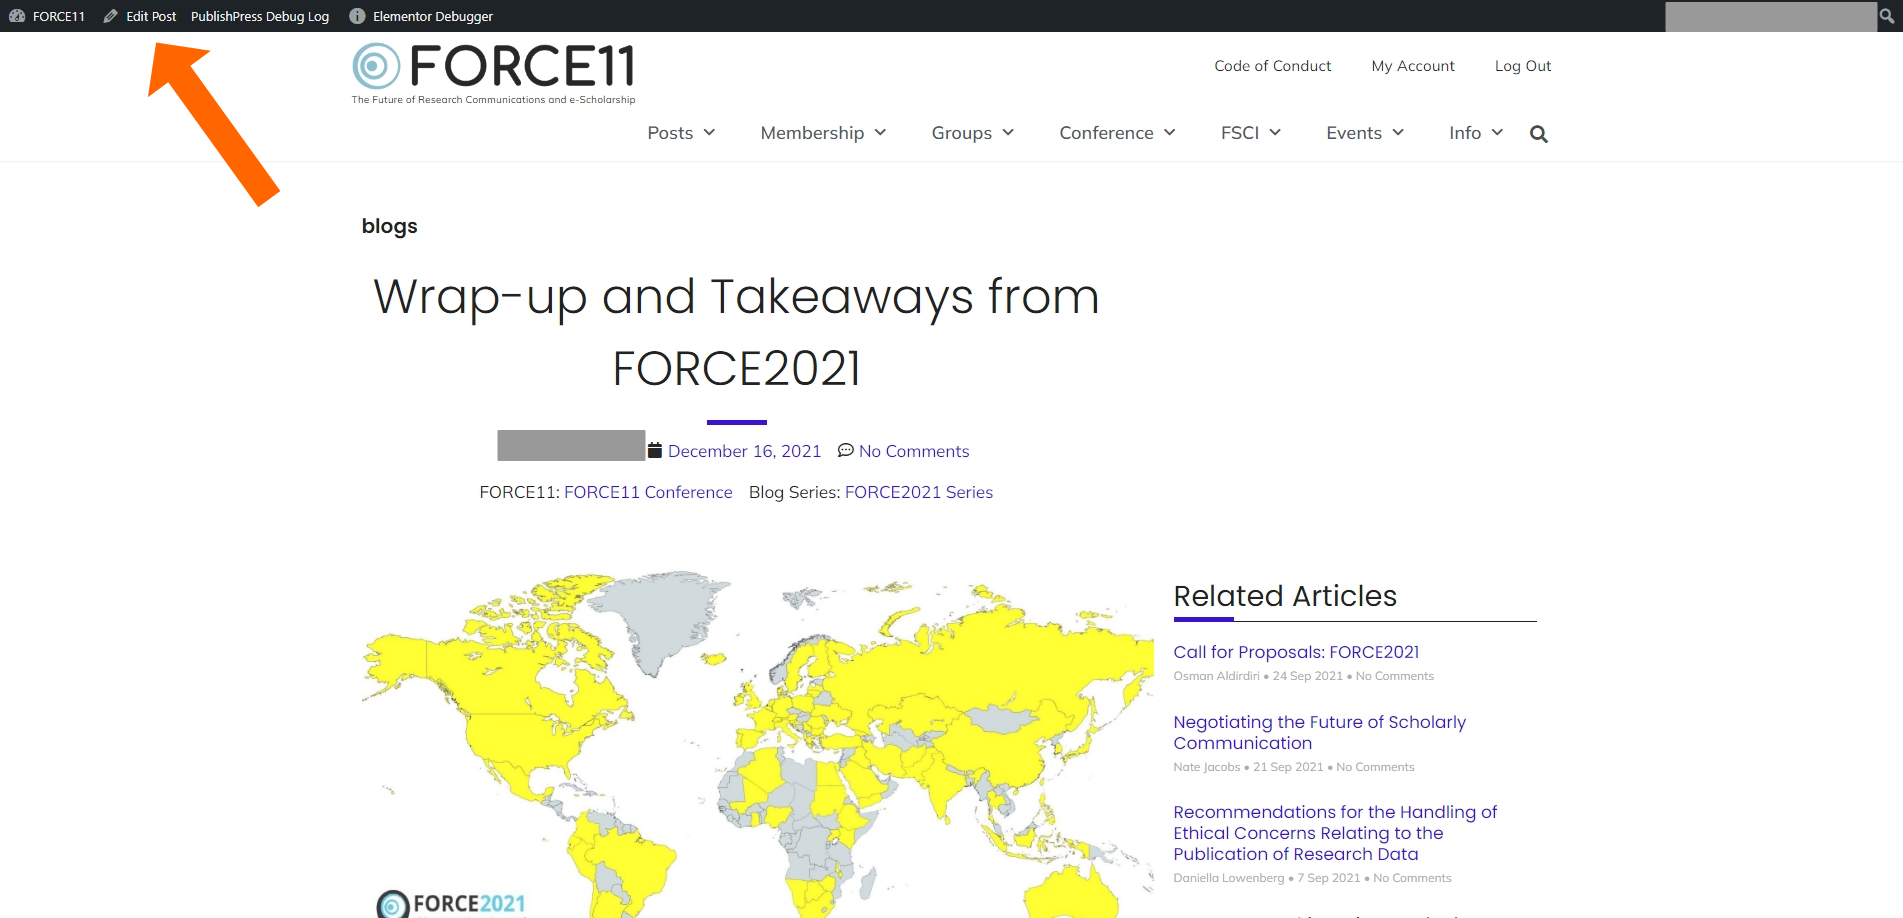 FORCE11 Edit Post PublishPress Debug Log Elementor Debugger
FORCE11
The Future of Research Communications and e-Scholarship
Code of Conduct My Account Log Out
Posts Membership Groups Conference FSCI Events Info
blogs
Wrap-up and Takeaways from
FORCE2021
December 16, 2021 No Comments
FORCE11: FORCE11 Conference Blog Series: FORCE2021 Series
FORCE2021
Related Articles
Call for Proposals: FORCE2021
Osman Aldirdiri • 24 Sep 2021 • No Comments
Negotiating the Future of Scholarly
Communication
Nate Jacobs • 21 Sep 2021 • No Comments
Recommendations for the Handling of
Ethical Concerns Relating to the
Publication of Research Data
Daniella Lowenberg • 7 Sep 2021 • No Comments